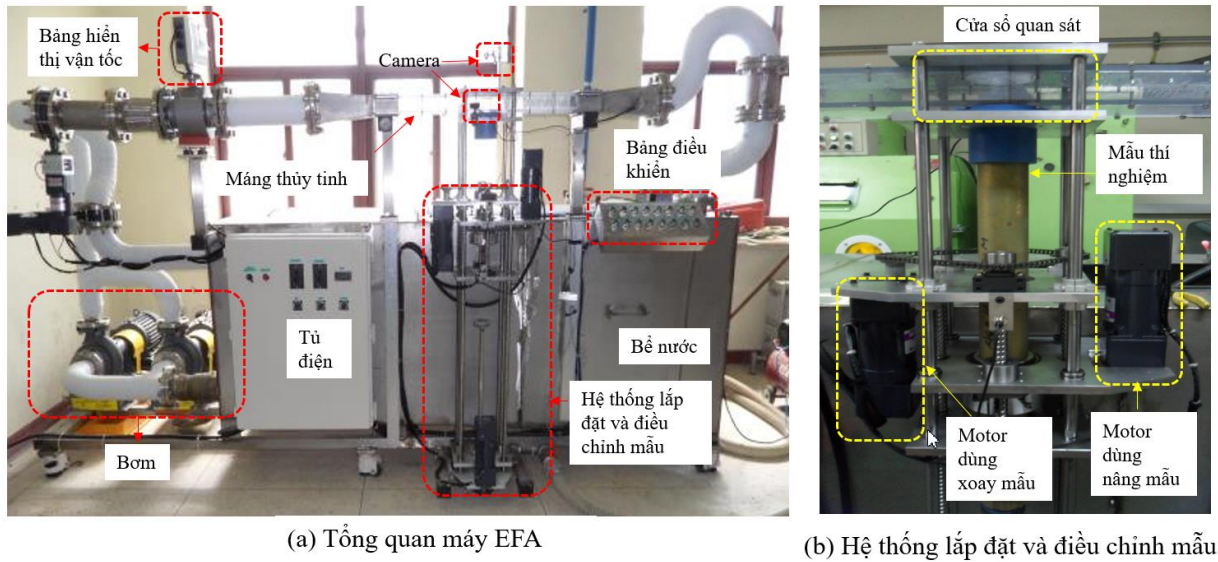 Bảng hiển
thị vận tốc
Camera
Máng thủy tinh
Bảng điều
khiển
Tủ
điện
Bể nước
Hệ thống lắp
đặt và điều
chỉnh mẫu
Bơm
(a) Tổng quan máy EFA
Cửa sổ quan sát
Mẫu thí
nghiệm
Motor
dùng
xoay mẫu
Motor
dùng
nâng mẫu
(b) Hệ thống lắp đặt và điều chỉnh mẫu